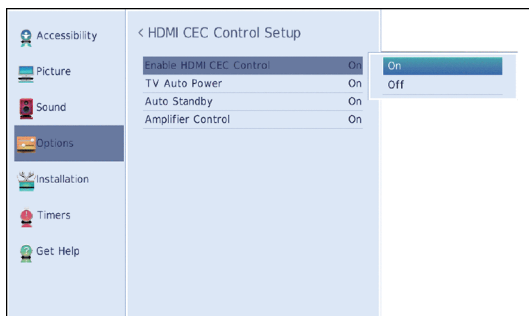 Accessibility
Picture
Sound
Options
Installation
Timers
Get Help
< HDMI CEC Control Setup
Enable HDMI CEC Control On
TV Auto Power On
Auto Standby On
Amplifier Control On
On
Off